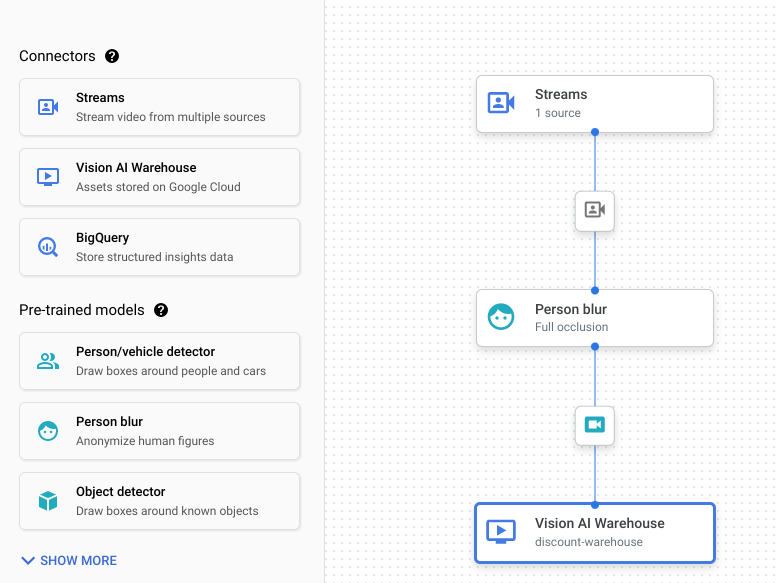 Connectors
Streams
Stream video from multiple sources
Vision AI Warehouse
Assets stored on Google Cloud
BigQuery
Store structured insights data
Pre-trained models
Person/vehicle detector
Draw boxes around people and cars
Person blur
Anonymize human figures
Object detector
Draw boxes around known objects
SHOW MORE
Streams
1 source
Person blur
Full occlusion
Vision AI Warehouse
discount-warehouse